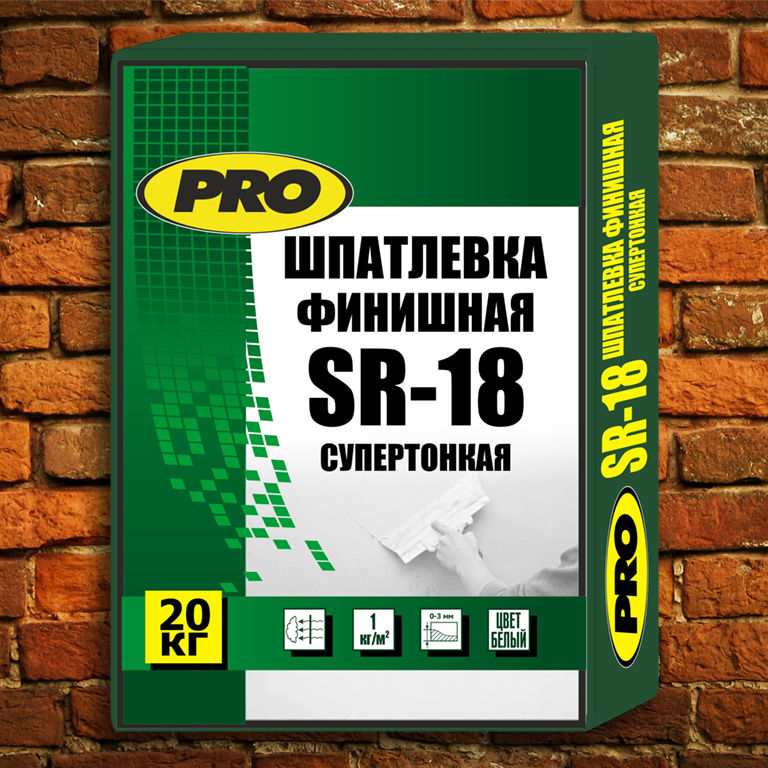 PRO
ШПАТЛЕВКА
ФИНИШНАЯ
SR-18
СУПЕРТОНКАЯ
20
КГ
1
кг/м²
0-3 мм
ЦВЕТ
БЕЛЫЙ
ШПАТЛЕВКА ФИНИШНАЯ
СУПЕРТОНКАЯ
SR-18
PRO